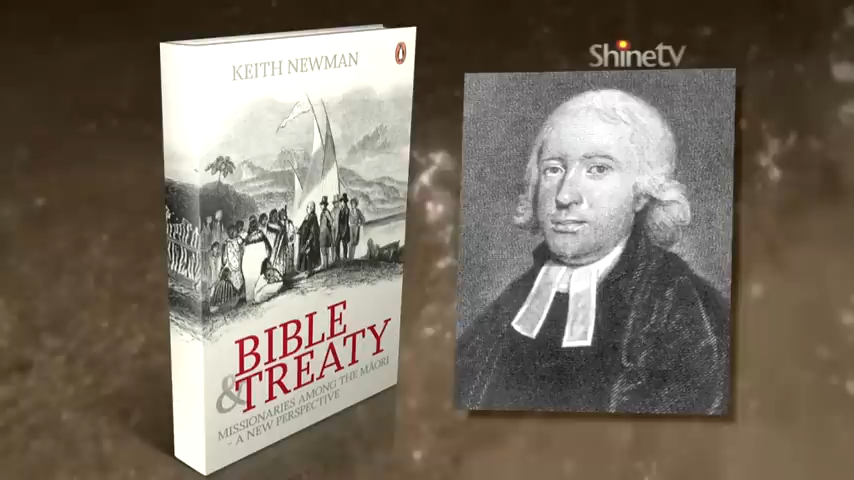 KEITH NEWMAN
BIBLE
& TREATY
MISSIONARIES AMONG THE MĀORI
- A NEW PERSPECTIVE
Shinetv